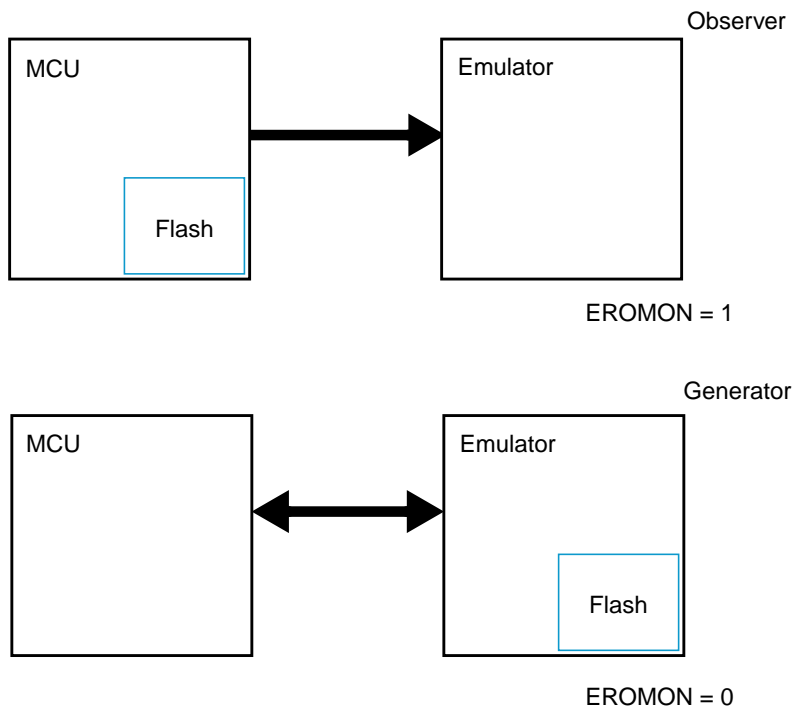 Observer
MCU
Emulator
Flash
EROMON = 1
Generator
MCU
Emulator
Flash
EROMON = 0